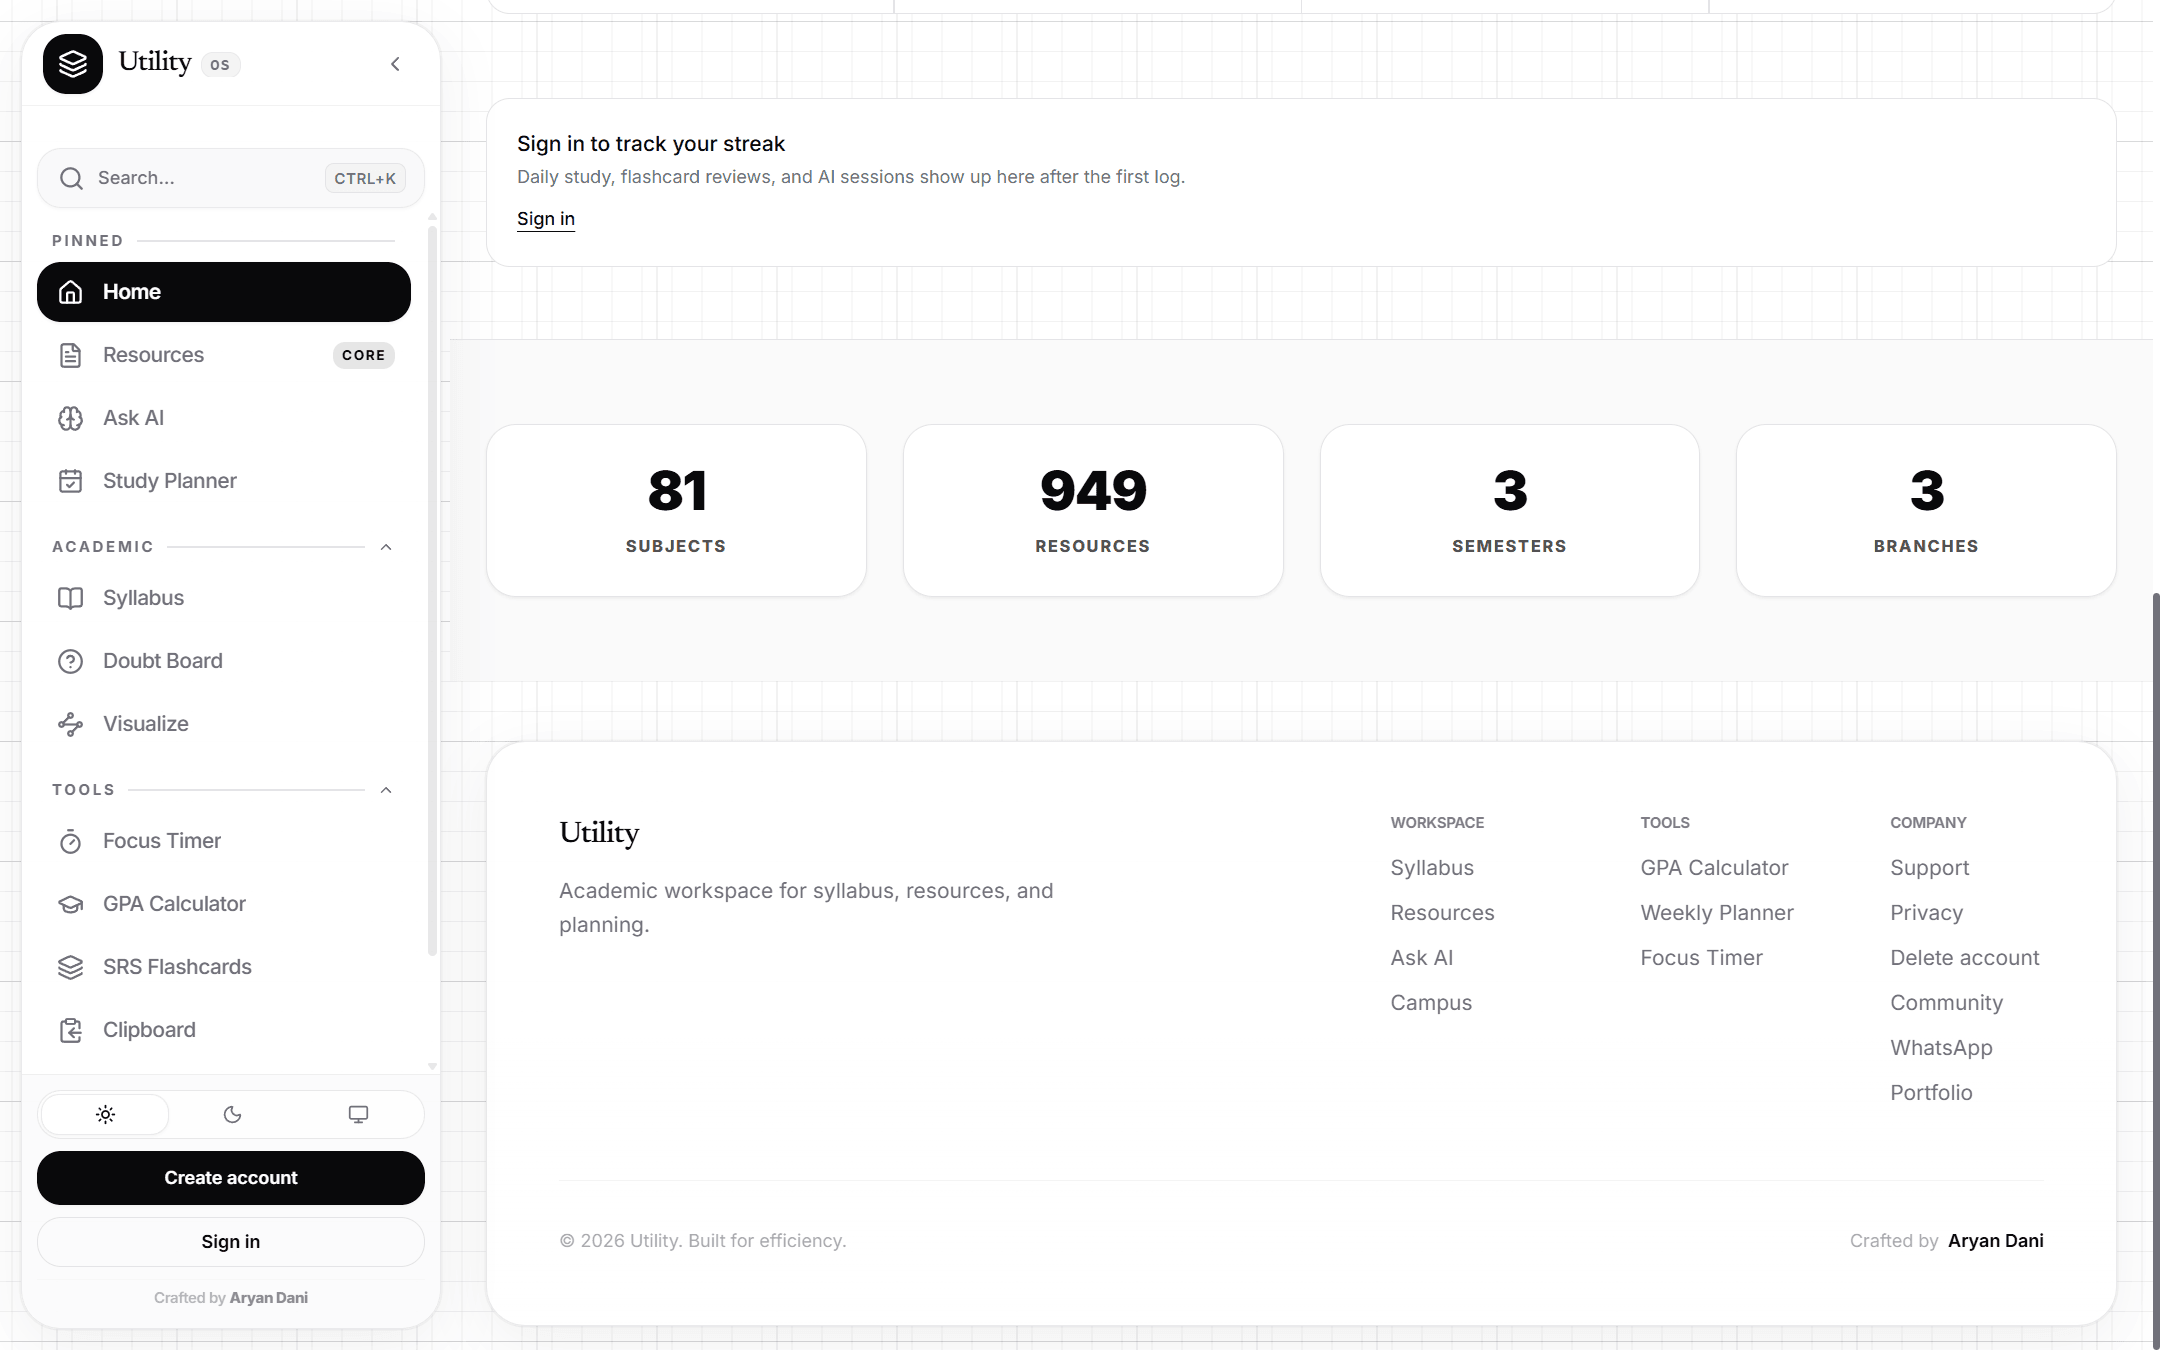 Utility OS
Search... CTRL+K
PINNED
Home
Resources CORE
Ask AI
Study Planner
ACADEMIC
Syllabus
Doubt Board
Visualize
TOOLS
Focus Timer
GPA Calculator
SRS Flashcards
Clipboard
Create account
Sign in
Crafted by Aryan Dani
Sign in to track your streak
Daily study, flashcard reviews, and AI sessions show up here after the first log.
Sign in
81
SUBJECTS
949
RESOURCES
3
SEMESTERS
3
BRANCHES
Utility
Academic workspace for syllabus, resources, and
planning.
WORKSPACE
Syllabus
Resources
Ask AI
Campus
TOOLS
GPA Calculator
Weekly Planner
Focus Timer
COMPANY
Support
Privacy
Delete account
Community
WhatsApp
Portfolio
© 2026 Utility. Built for efficiency.
Crafted by Aryan Dani